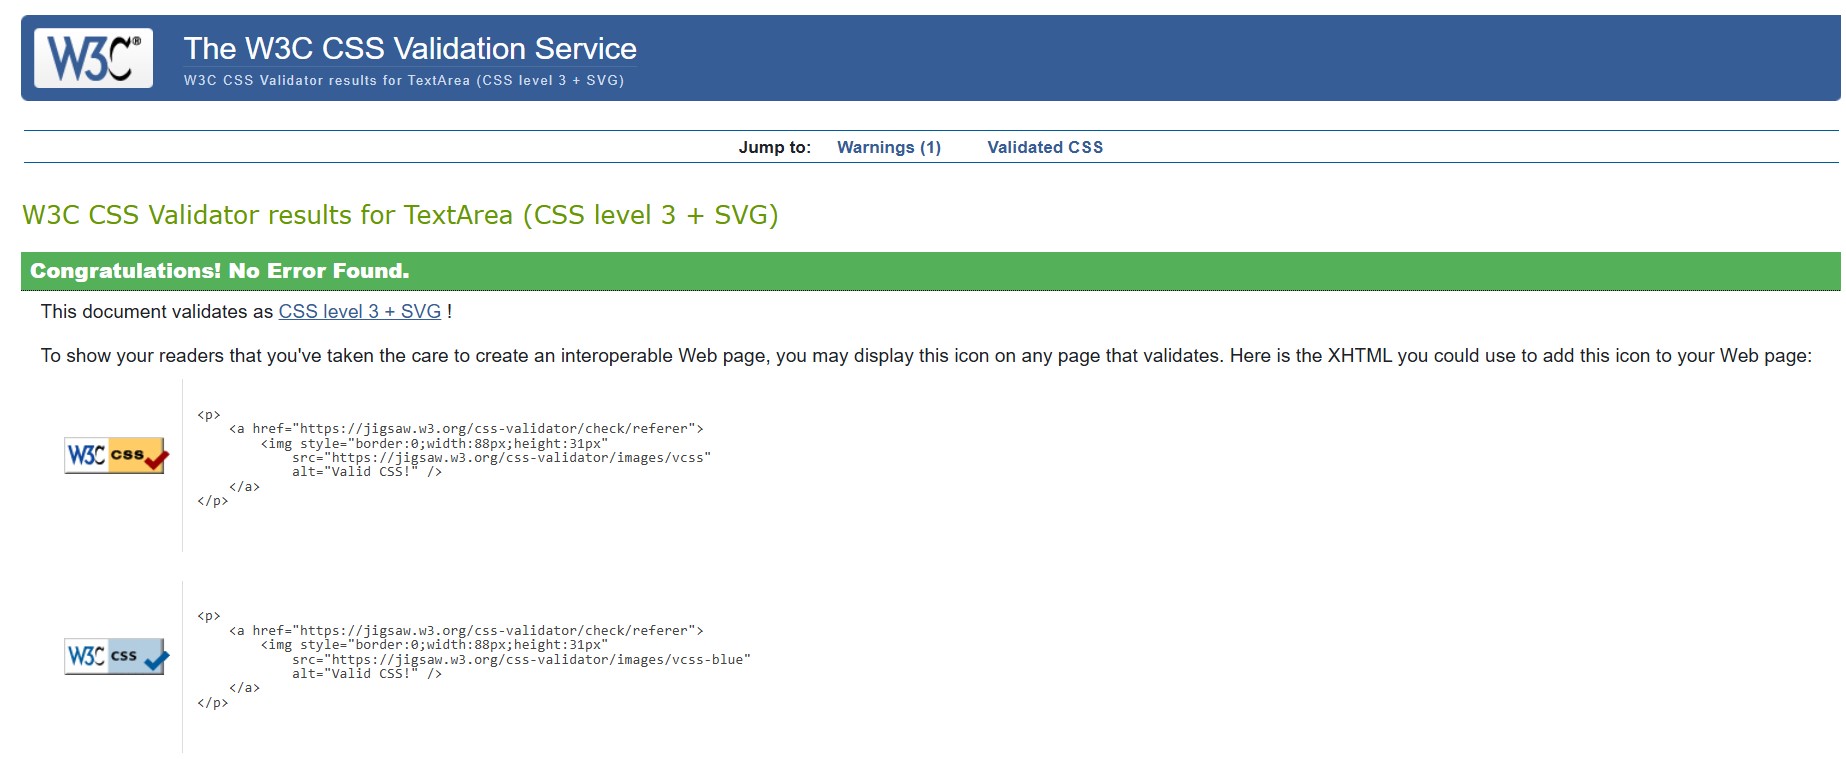 W3C®
The W3C CSS Validation Service
W3C CSS Validator results for TextArea (CSS level 3 + SVG)
Jump to: Warnings (1) Validated CSS
W3C CSS Validator results for TextArea (CSS level 3 + SVG)
Congratulations! No Error Found.
This document validates as CSS level 3 + SVG !
To show your readers that you've taken the care to create an interoperable Web page, you may display this icon on any page that validates. Here is the XHTML you could use to add this icon to your Web page:
W3C css
<p>
    <a href="https://jigsaw.w3.org/css-validator/check/referer">
        <img style="border:0;width:88px;height:31px"
            src="https://jigsaw.w3.org/css-validator/images/vcss"
            alt="Valid CSS!" />
    </a>
</p>
W3C css
<p>
    <a href="https://jigsaw.w3.org/css-validator/check/referer">
        <img style="border:0;width:88px;height:31px"
            src="https://jigsaw.w3.org/css-validator/images/vcss-blue"
            alt="Valid CSS!" />
    </a>
</p>